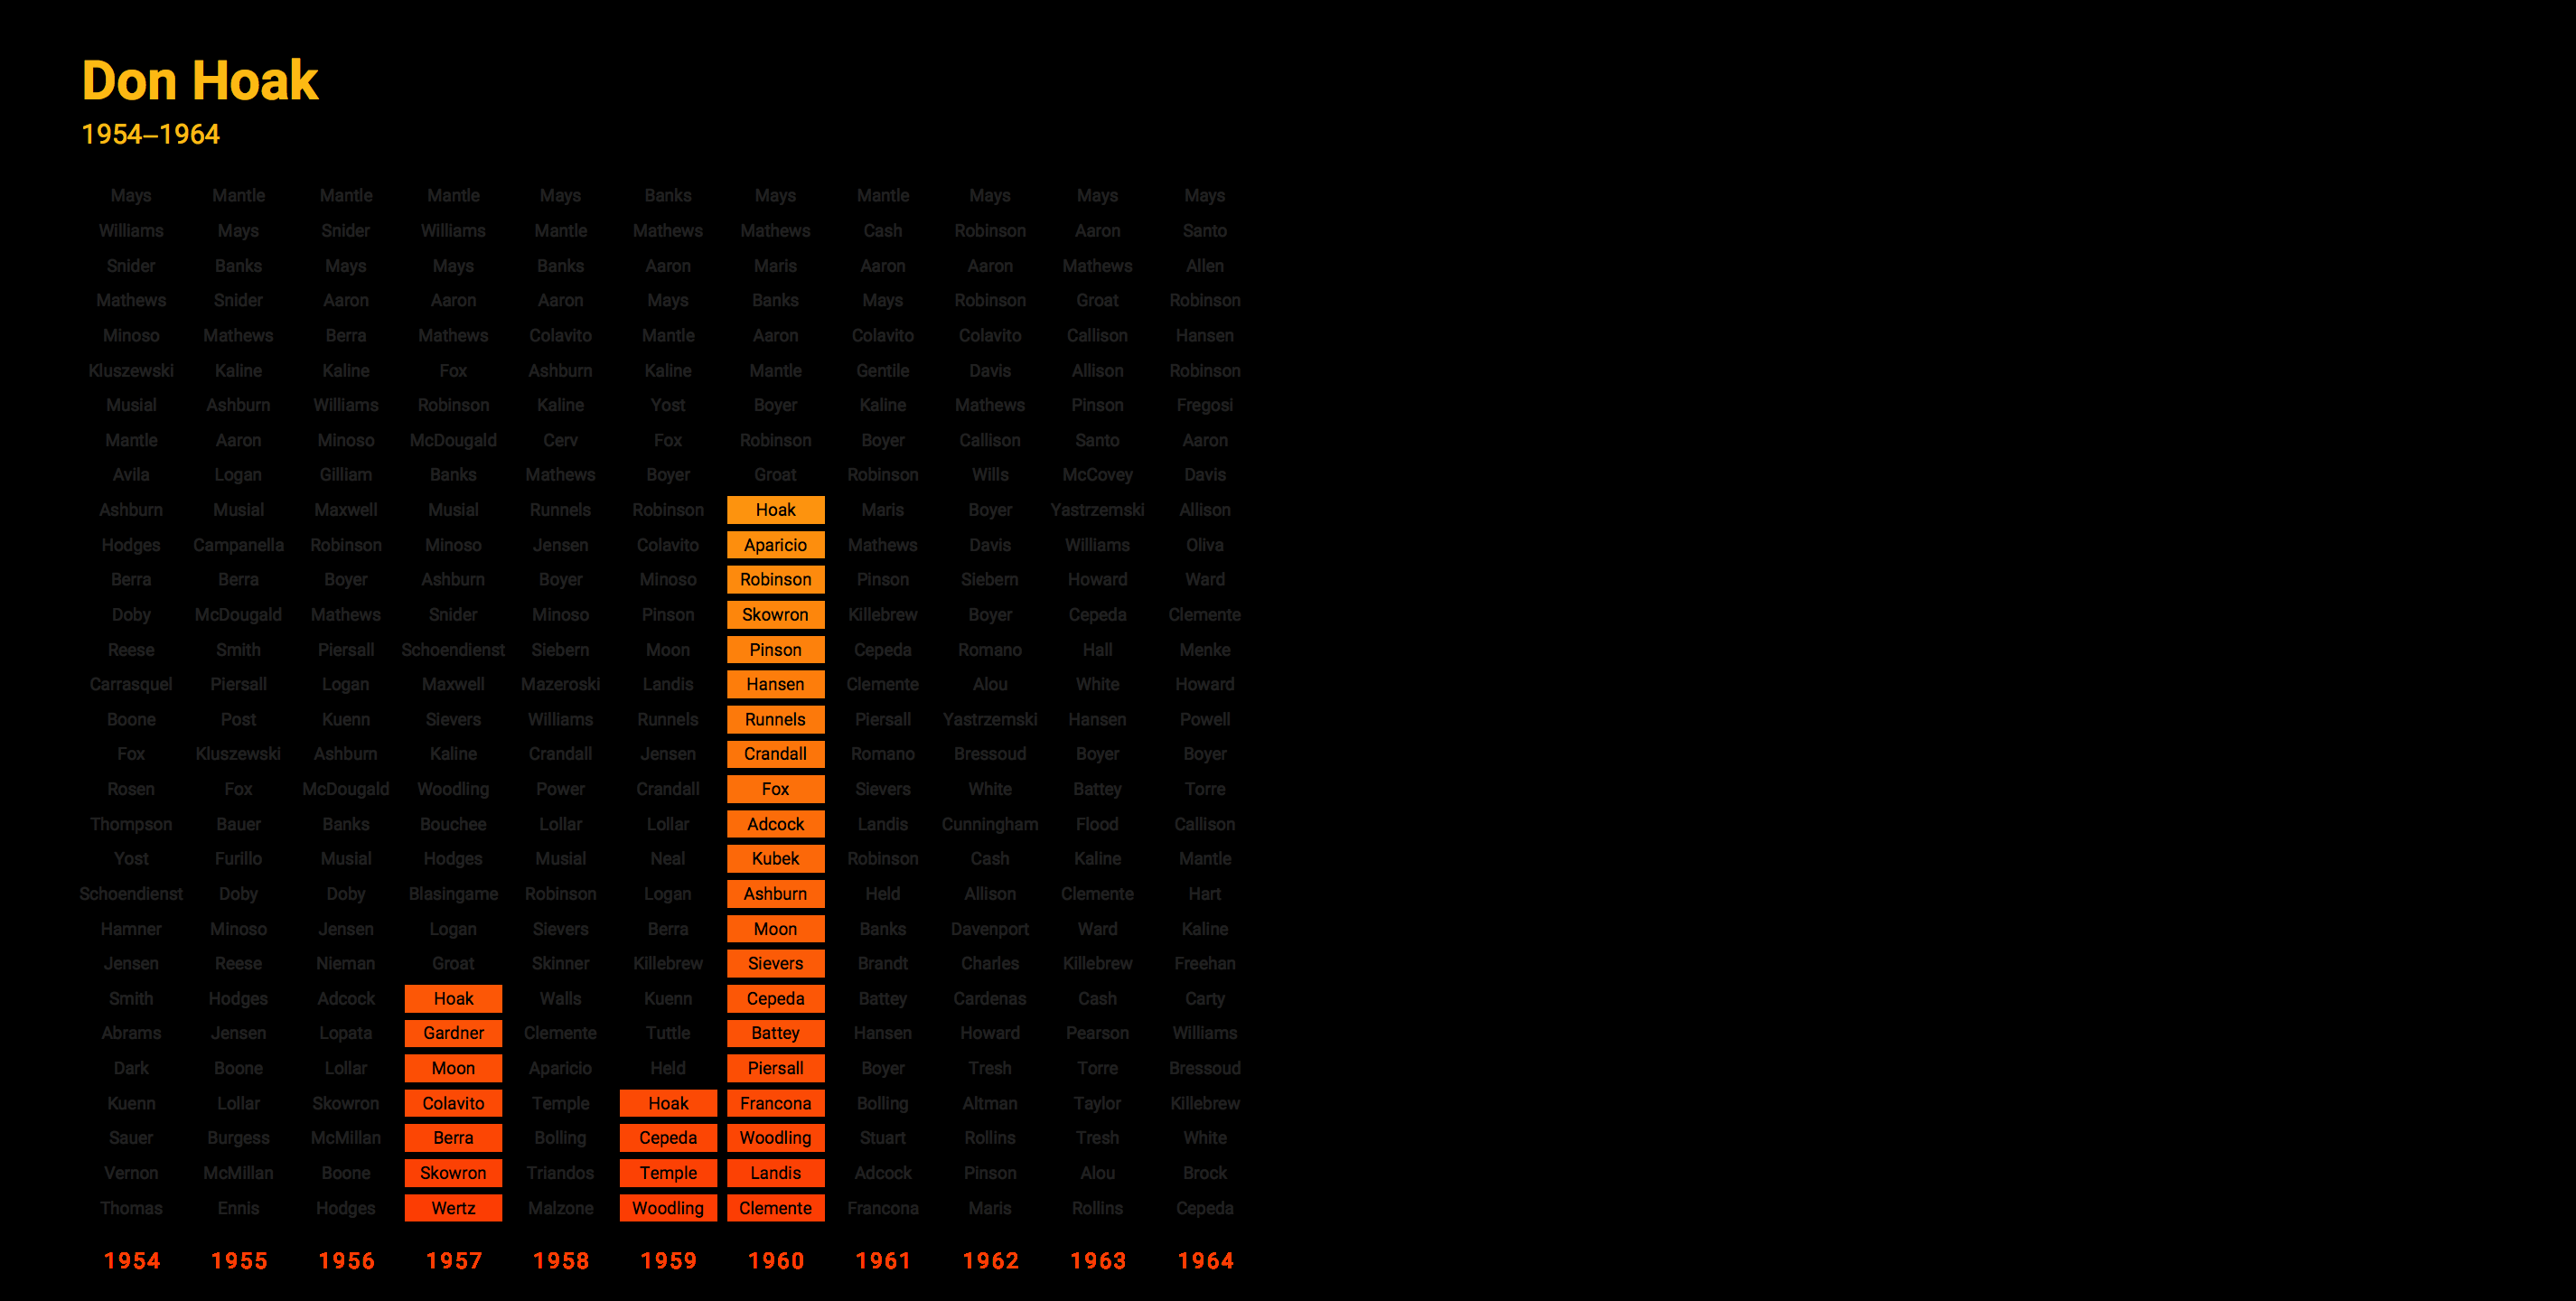 Don Hoak
1954–1964
Mays Mantle Mantle Mantle Mays Banks Mays Mantle Mays Mays Mays
Williams Mays Snider Williams Mantle Mathews Mathews Cash Robinson Aaron Santo
Snider Banks Mays Mays Banks Aaron Maris Aaron Aaron Mathews Allen
Mathews Snider Aaron Aaron Aaron Mays Banks Mays Robinson Groat Robinson
Minoso Mathews Berra Mathews Colavito Mantle Aaron Colavito Colavito Callison Hansen
Kluszewski Kaline Kaline Fox Ashburn Kaline Mantle Gentile Davis Allison Robinson
Musial Ashburn Williams Robinson Kaline Yost Boyer Kaline Mathews Pinson Fregosi
Mantle Aaron Minoso McDougald Cerv Fox Robinson Boyer Callison Santo Aaron
Avila Logan Gilliam Banks Mathews Boyer Groat Robinson Wills McCovey Davis
Ashburn Musial Maxwell Musial Runnels Robinson Hoak Maris Boyer Yastrzemski Allison
Hodges Campanella Robinson Minoso Jensen Colavito Aparicio Mathews Davis Williams Oliva
Berra Berra Boyer Ashburn Boyer Minoso Robinson Pinson Siebern Howard Ward
Doby McDougald Mathews Snider Minoso Pinson Skowron Killebrew Boyer Cepeda Clemente
Reese Smith Piersall Schoendienst Siebern Moon Pinson Cepeda Romano Hall Menke
Carrasquel Piersall Logan Maxwell Mazeroski Landis Hansen Clemente Alou White Howard
Boone Post Kuenn Sievers Williams Runnels Runnels Piersall Yastrzemski Hansen Powell
Fox Kluszewski Ashburn Kaline Crandall Jensen Crandall Romano Bressoud Boyer Boyer
Rosen Fox McDougald Woodling Power Crandall Fox Sievers White Battey Torre
Thompson Bauer Banks Bouchee Lollar Lollar Adcock Landis Cunningham Flood Callison
Yost Furillo Musial Hodges Musial Neal Kubek Robinson Cash Kaline Mantle
Schoendienst Doby Doby Blasingame Robinson Logan Ashburn Held Allison Clemente Hart
Hamner Minoso Jensen Logan Sievers Berra Moon Banks Davenport Ward Kaline
Jensen Reese Nieman Groat Skinner Killebrew Sievers Brandt Charles Killebrew Freehan
Smith Hodges Adcock Hoak Walls Kuenn Cepeda Battey Cardenas Cash Carty
Abrams Jensen Lopata Gardner Clemente Tuttle Battey Hansen Howard Pearson Williams
Dark Boone Lollar Moon Aparicio Held Piersall Boyer Tresh Torre Bressoud
Kuenn Lollar Skowron Colavito Temple Hoak Francona Bolling Altman Taylor Killebrew
Sauer Burgess McMillan Berra Bolling Cepeda Woodling Stuart Rollins Tresh White
Vernon McMillan Boone Skowron Triandos Temple Landis Adcock Pinson Alou Brock
Thomas Ennis Hodges Wertz Malzone Woodling Clemente Francona Maris Rollins Cepeda
1954 1955 1956 1957 1958 1959 1960 1961 1962 1963 1964